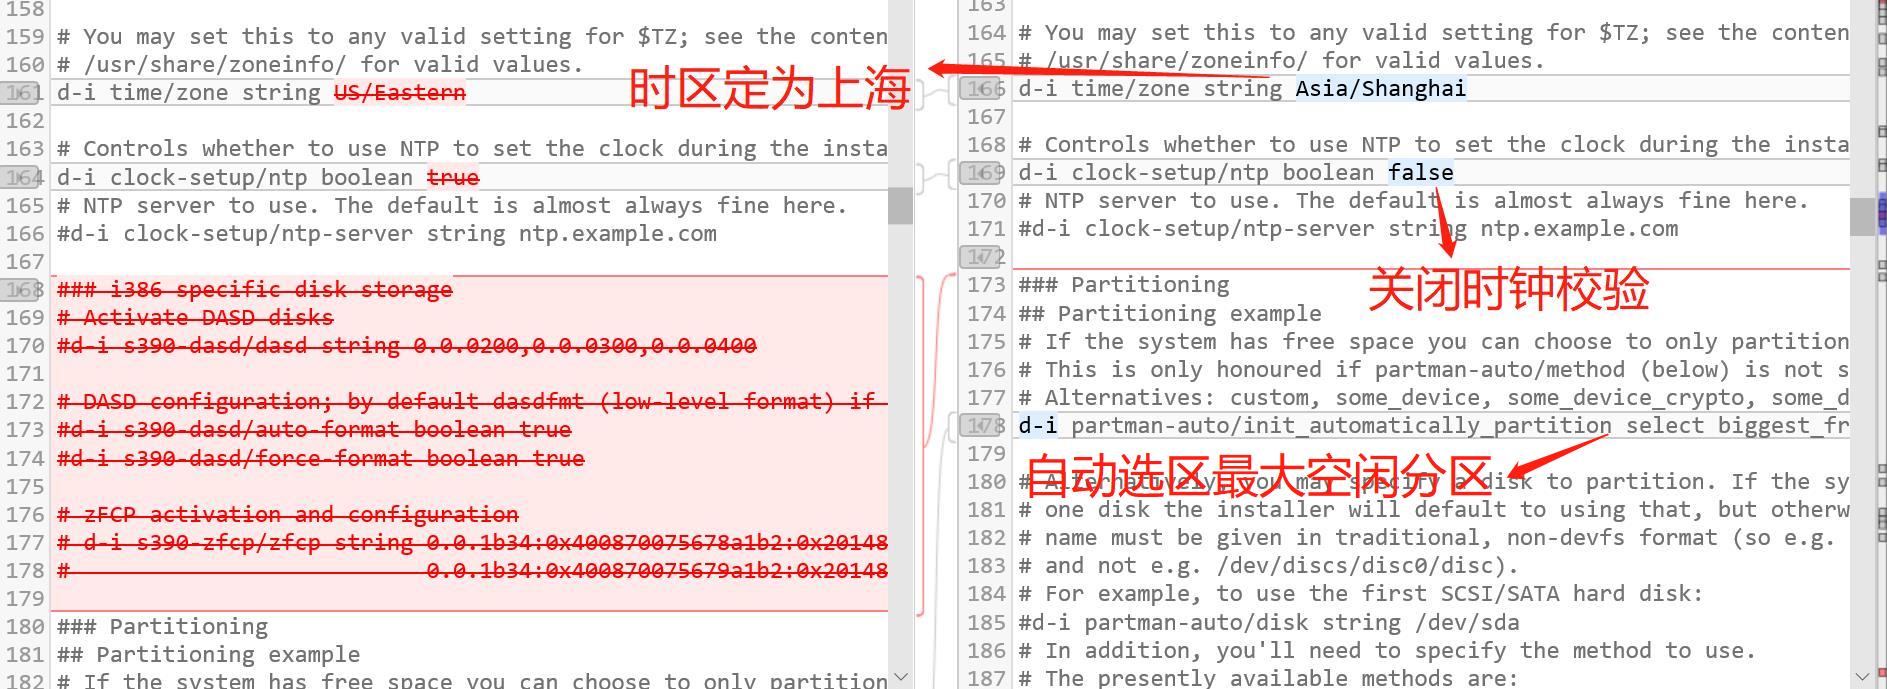 158
159 # You may set this to any valid setting for $TZ; see the conten
160 # /usr/share/zoneinfo/ for valid values.
161 d-i time/zone string US/Eastern
162
163 # Controls whether to use NTP to set the clock during the insta
164 d-i clock-setup/ntp boolean true
165 # NTP server to use. The default is almost always fine here.
166 #d-i clock-setup/ntp-server string ntp.example.com
167
168 ### i386 specific disk storage
169 # Activate DASD disks
170 #d-i s390-dasd/dasd string 0.0.0200,0.0.0300,0.0.0400
171
172 # DASD configuration; by default dasdfmt (low-level format) if
173 #d-i s390-dasd/auto-format boolean true
174 #d-i s390-dasd/force-format boolean true
175
176 # zFCP activation and configuration
177 # d-i s390-zfcp/zfcp string 0.0.1b34:0x400870075678a1b2:0x20148
178 # 0.0.1b34:0x400870075679a1b2:0x20148
179
180 ### Partitioning
181 ## Partitioning example
182 # If the system has free space you can choose to only partition
时区定为上海
163
164 # You may set this to any valid setting for $TZ; see the conten
165 # /usr/share/zoneinfo/ for valid values.
166 d-i time/zone string Asia/Shanghai
167
168 # Controls whether to use NTP to set the clock during the insta
169 d-i clock-setup/ntp boolean false
170 # NTP server to use. The default is almost always fine here.
171 #d-i clock-setup/ntp-server string ntp.example.com
172
关闭时钟校验
173 ### Partitioning
174 ## Partitioning example
175 # If the system has free space you can choose to only partition
176 # This is only honoured if partman-auto/method (below) is not s
177 # Alternatives: custom, some_device, some_device_crypto, some_d
178 d-i partman-auto/init_automatically_partition select biggest_fr
179
自动选区最大空闲分区
180 # Alternatively, you may specify a disk to partition. If the sy
181 # one disk the installer will default to using that, but otherw
182 # name must be given in traditional, non-devfs format (so e.g.
183 # and not e.g. /dev/discs/disc0/disc).
184 # For example, to use the first SCSI/SATA hard disk:
185 #d-i partman-auto/disk string /dev/sda
186 # In addition, you'll need to specify the method to use.
187 # The presently available methods are: